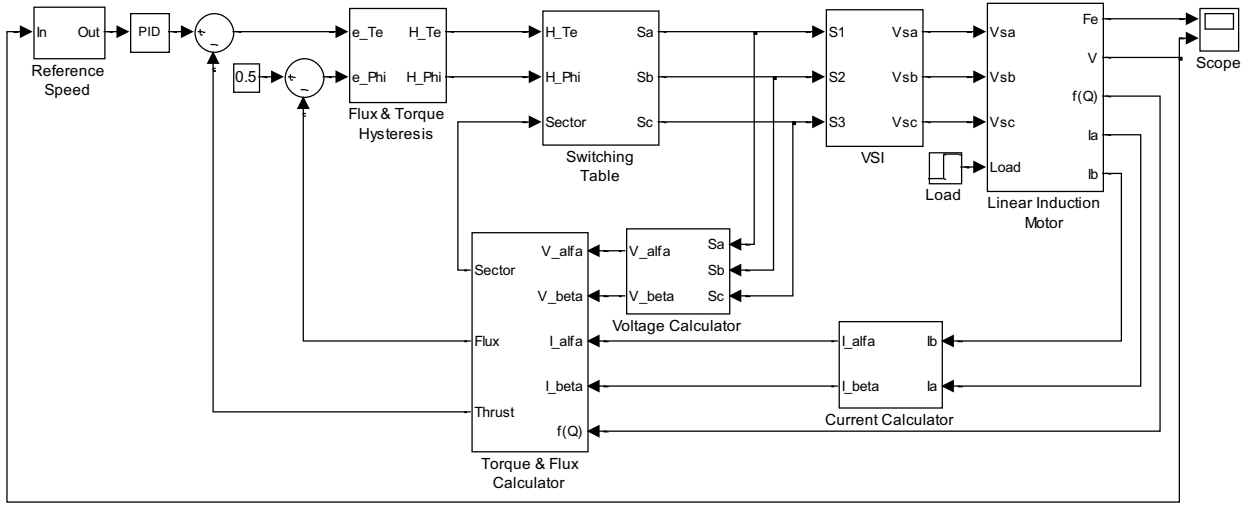 In Out
Reference
Speed
PID
+
−
0.5
+
−
e_Te H_Te
e_Phi H_Phi
Flux & Torque
Hysteresis
H_Te Sa
H_Phi Sb
Sector Sc
Switching
Table
S1 Vsa
S2 Vsb
S3 Vsc
VSI
Load
Vsa Fe
Vsb V
f(Q)
Vsc Ia
Load Ib
Linear Induction
Motor
Scope
V_alfa Sa
Sb
V_beta Sc
Voltage Calculator
V_alfa
Sector
V_beta
Flux I_alfa
I_beta
Thrust
f(Q)
Torque & Flux
Calculator
I_alfa Ib
I_beta Ia
Current Calculator